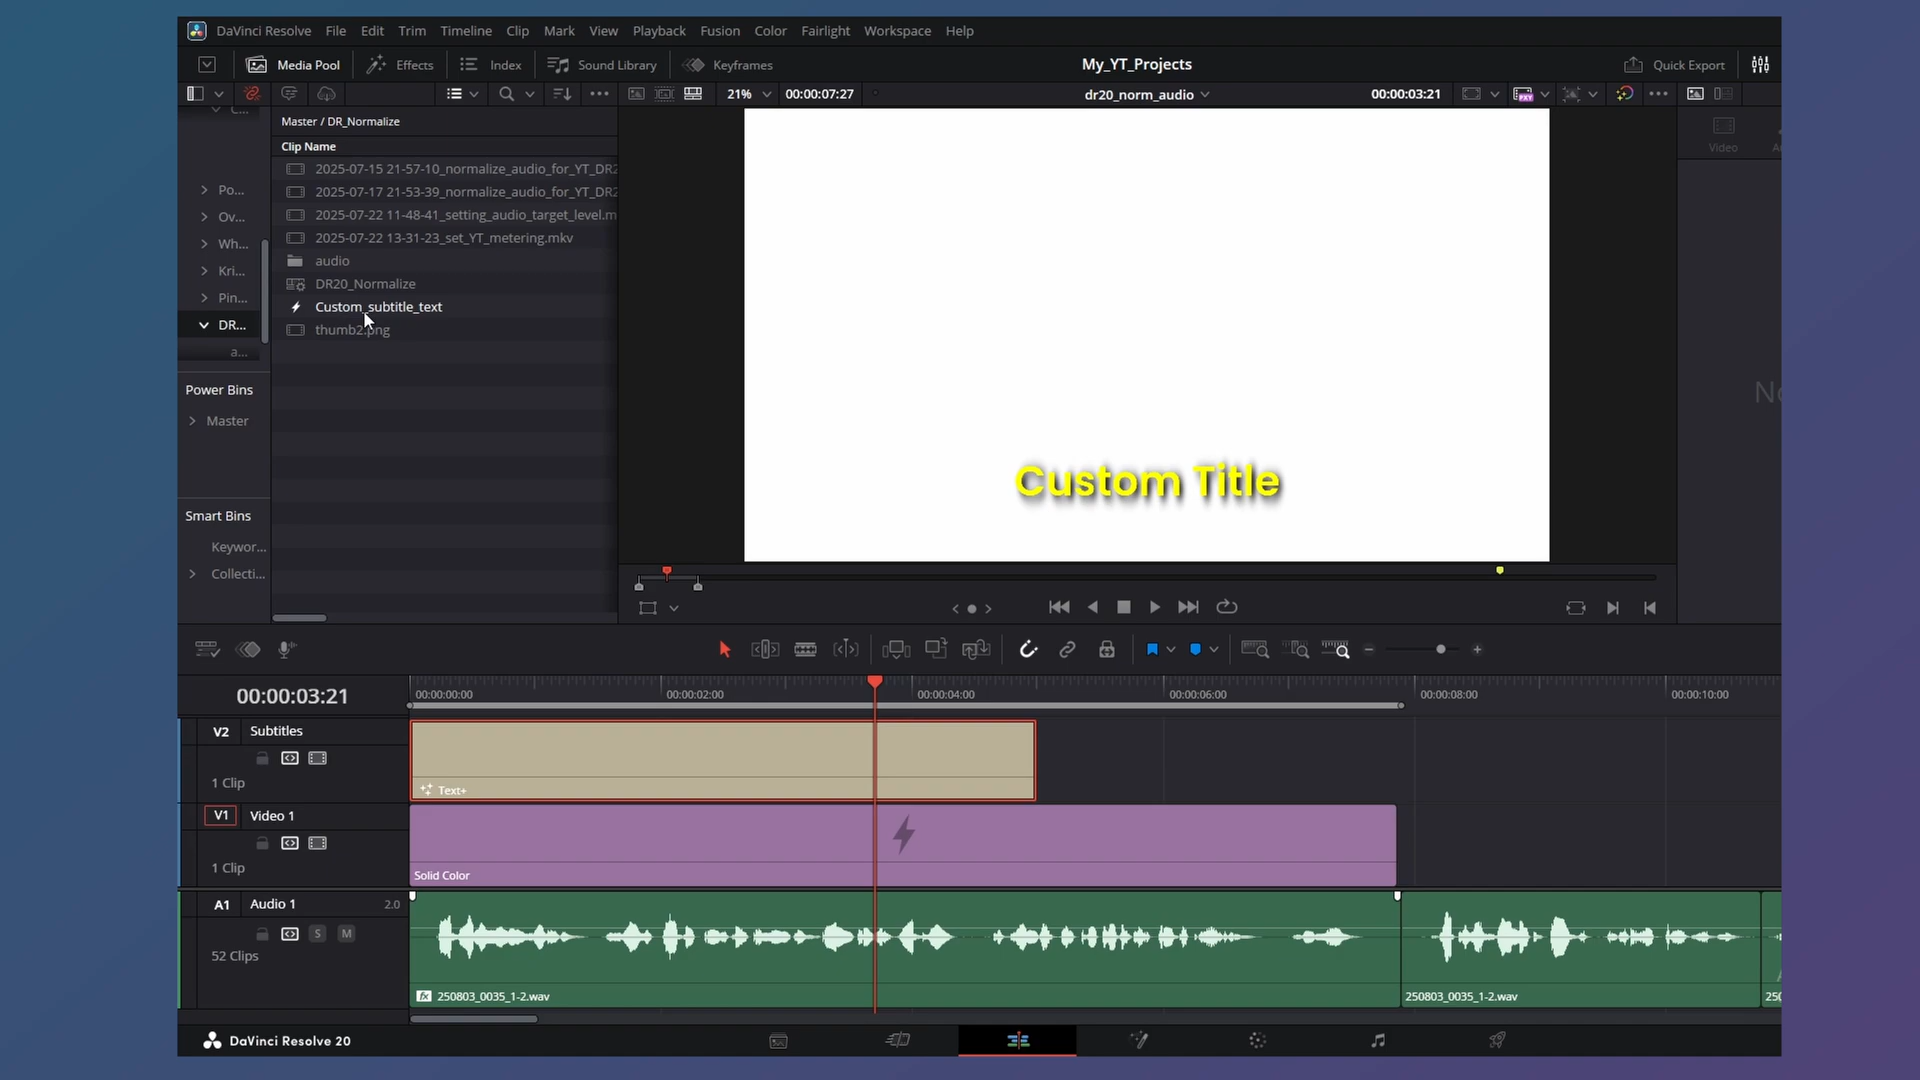 DaVinci Resolve File Edit Trim Timeline Clip Mark View Playback Fusion Color Fairlight Workspace Help
Media Pool Effects Index Sound Library Keyframes My_YT_Projects Quick Export
21% 00:00:07:27 dr20_norm_audio 00:00:03:21
C...
Master / DR_Normalize
Clip Name
Video
2025-07-15 21-57-10_normalize_audio_for_YT_DR2
Po...
2025-07-17 21-53-39_normalize_audio_for_YT_DR2
Ov...
2025-07-22 11-48-41_setting_audio_target_level.m
Wh...
2025-07-22 13-31-23_set_YT_metering.mkv
Kri...
audio
Pin...
DR20_Normalize
DR...
Custom_subtitle_text
a...
thumb2.png
Power Bins
Master
Smart Bins
Keywor...
Collecti...
Custom Title
00:00:03:21
00:00:00:00 00:00:02:00 00:00:04:00 00:00:06:00 00:00:08:00 00:00:10:00
V2 Subtitles
1 Clip
Text+
V1 Video 1
1 Clip
Solid Color
A1 Audio 1 2.0
S M
52 Clips
fx 250803_0035_1-2.wav 250803_0035_1-2.wav
DaVinci Resolve 20